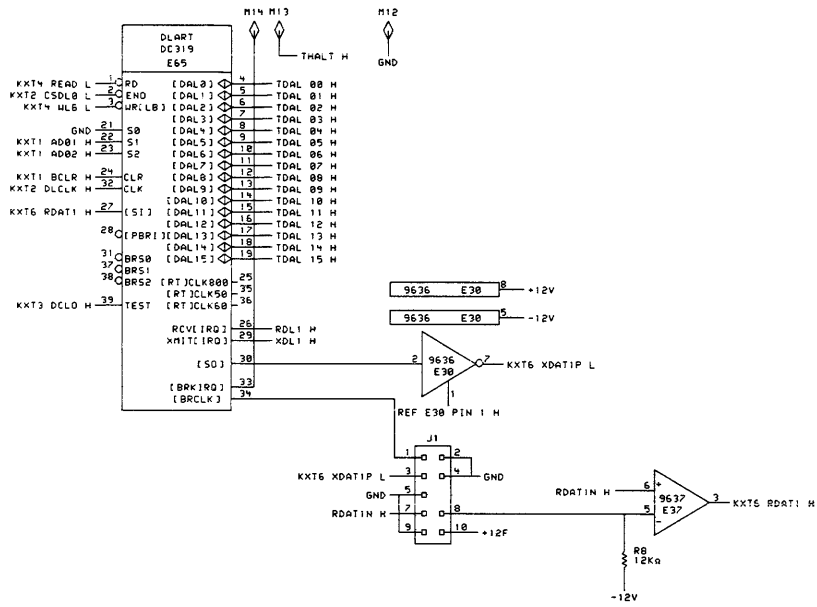 M14 M13 M12
DLART
DC319
E65
THALT H
GND
KXT4 READ L 1 RD [DAL0] 4 TDAL 00 H
KXT2 CSDL0 L 2 END [DAL1] 5 TDAL 01 H
KXT4 WLB L 3 WR[LB] [DAL2] 6 TDAL 02 H
[DAL3] 7 TDAL 03 H
GND 21 S0 [DAL4] 8 TDAL 04 H
KXT1 AD01 H 22 S1 [DAL5] 9 TDAL 05 H
KXT1 AD02 H 23 S2 [DAL6] 10 TDAL 06 H
[DAL7] 11 TDAL 07 H
KXT1 BCLR H 24 CLR [DAL8] 12 TDAL 08 H
KXT2 DLCLK H 32 CLK [DAL9] 13 TDAL 09 H
[DAL10] 14 TDAL 10 H
KXT6 RDAT1 H 27 [SI] [DAL11] 15 TDAL 11 H
[DAL12] 16 TDAL 12 H
28 [PBRI] [DAL13] 17 TDAL 13 H
[DAL14] 18 TDAL 14 H
31 BRS0 [DAL15] 19 TDAL 15 H
37 BRS1
38 BRS2 [RT]CLK800 25
[RT]CLK50 35
KXT3 DCLO H 39 TEST [RT]CLK60 36
9636 E30 8 +12V
9636 E30 5 -12V
RCV[IRQ] 26 RDL1 H
XMIT[IRQ] 29 XDL1 H
[SO] 30 2 9636 E30 7 KXT6 XDAT1P L
1
[BRKIRQ] 33
[BRCLK] 34
REF E30 PIN 1 H
J1
1 2
KXT6 XDAT1P L 3 4 GND
GND 5
RDAT1N H 7 8
9 10 +12F
RDAT1N H 6 + 9637 E37 3 KXT6 RDAT1 H
5 -
R8
12KΩ
-12V